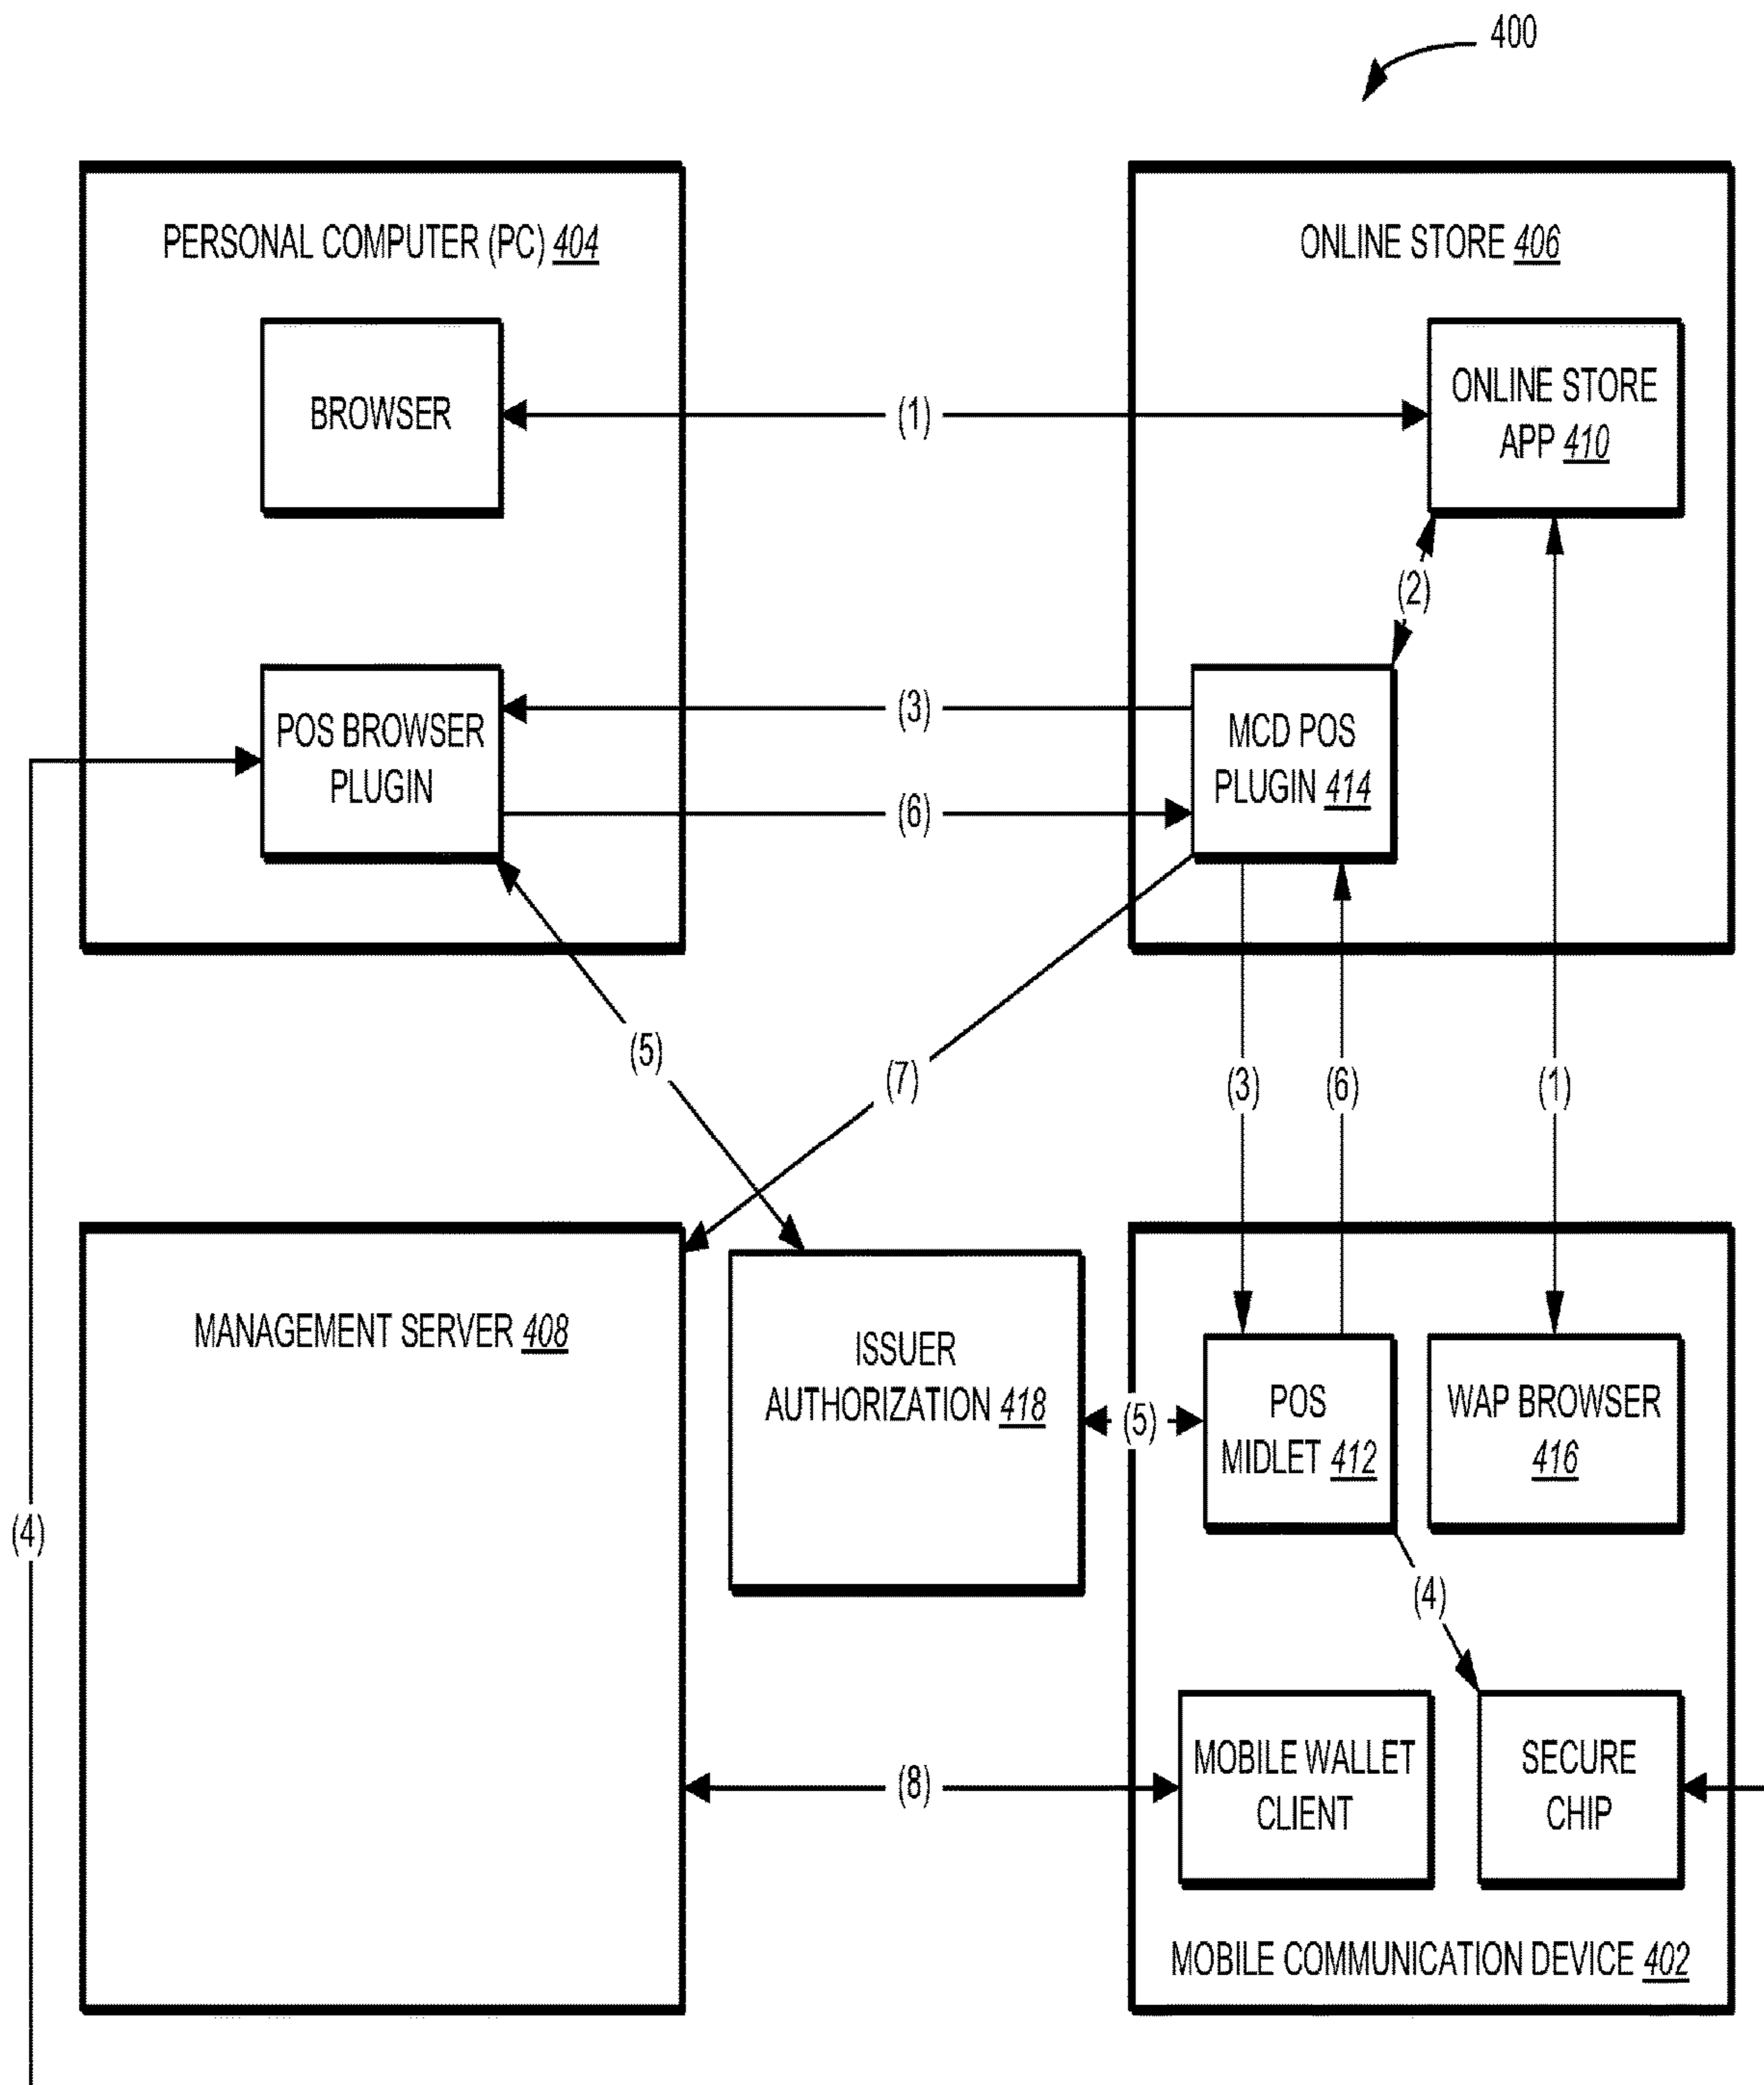 400
PERSONAL COMPUTER (PC) 404
ONLINE STORE 406
BROWSER
(1)
ONLINE STORE
APP 410
(2)
POS BROWSER
PLUGIN
(3)
(6)
MCD POS
PLUGIN 414
(5)
(7)
(3)
(6)
(1)
MANAGEMENT SERVER 408
ISSUER
AUTHORIZATION 418
(5)
POS
MIDLET 412
WAP BROWSER
416
(4)
(4)
(8)
MOBILE WALLET
CLIENT
SECURE
CHIP
MOBILE COMMUNICATION DEVICE 402